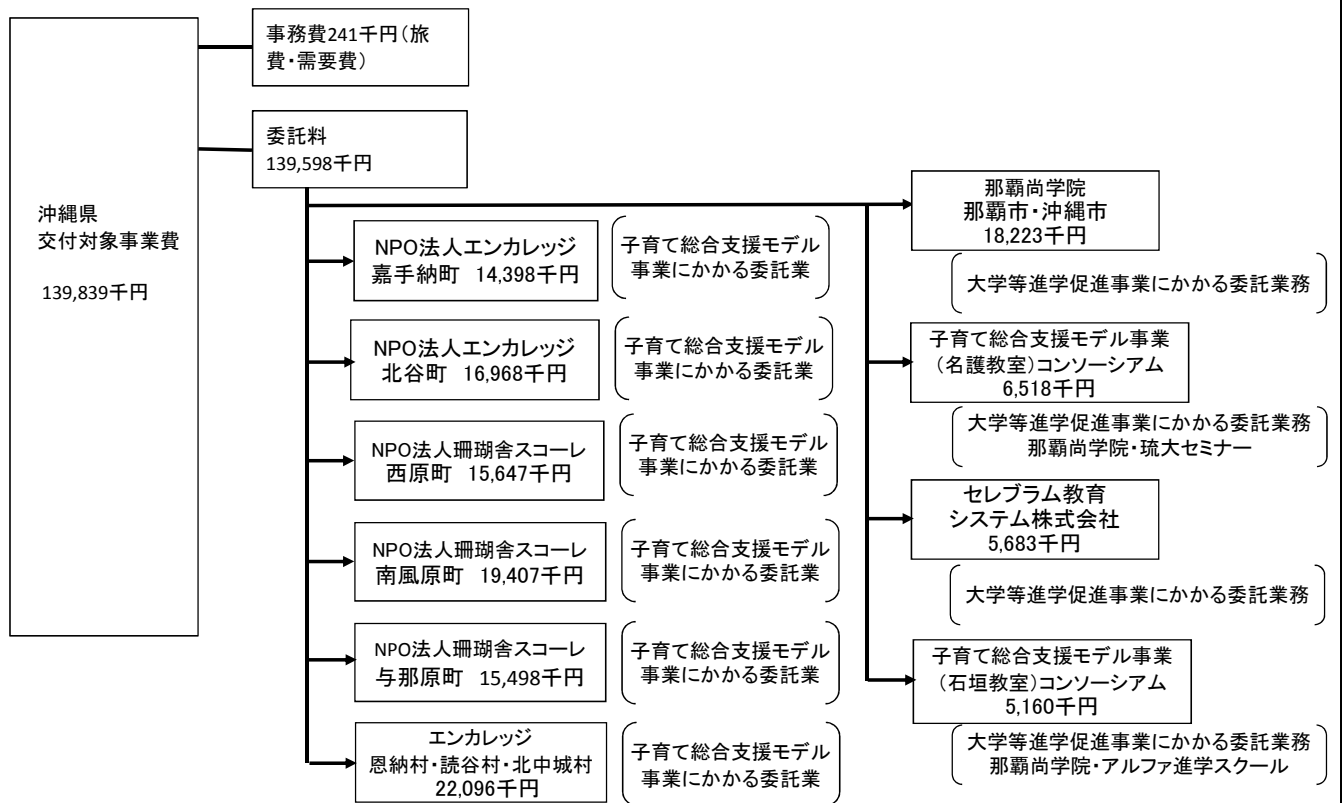 事務費241千円（旅
費・需要費）
委託料
139,598千円
沖縄県
交付対象事業費
139,839千円
NPO法人エンカレッジ
嘉手納町 14,398千円
子育て総合支援モデル
事業にかかる委託業
NPO法人エンカレッジ
北谷町 16,968千円
子育て総合支援モデル
事業にかかる委託業
NPO法人珊瑚舎スコーレ
西原町 15,647千円
子育て総合支援モデル
事業にかかる委託業
NPO法人珊瑚舎スコーレ
南風原町 19,407千円
子育て総合支援モデル
事業にかかる委託業
NPO法人珊瑚舎スコーレ
与那原町 15,498千円
子育て総合支援モデル
事業にかかる委託業
エンカレッジ
恩納村・読谷村・北中城村
22,096千円
子育て総合支援モデル
事業にかかる委託業
那覇尚学院
那覇市・沖縄市
18,223千円
大学等進学促進事業にかかる委託業務
子育て総合支援モデル事業
（名護教室）コンソーシアム
6,518千円
大学等進学促進事業にかかる委託業務
那覇尚学院・琉大セミナー
セレブラム教育
システム株式会社
5,683千円
大学等進学促進事業にかかる委託業務
子育て総合支援モデル事業
（石垣教室）コンソーシアム
5,160千円
大学等進学促進事業にかかる委託業務
那覇尚学院・アルファ進学スクール